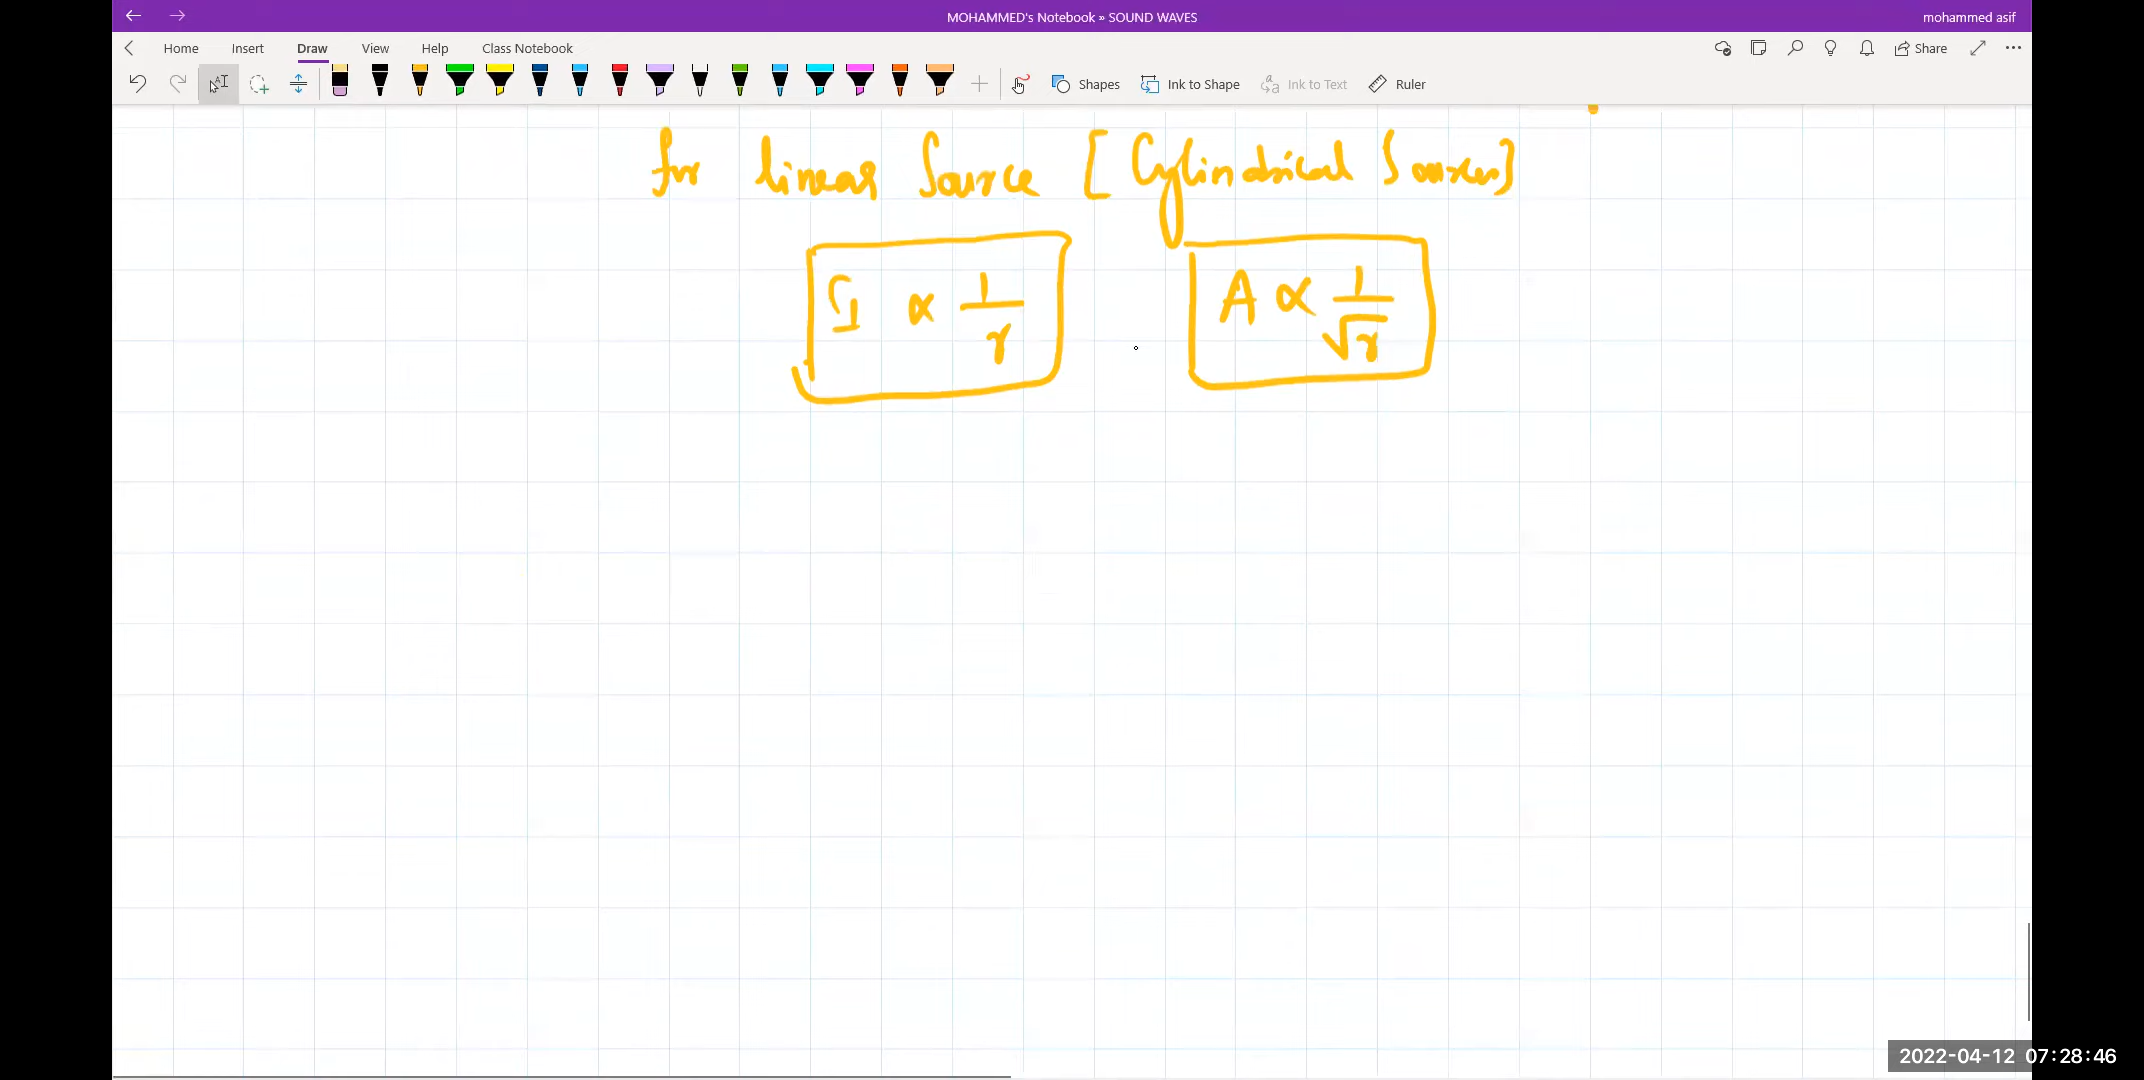 MOHAMMED's Notebook » SOUND WAVES
mohammed asif
Home Insert Draw View Help Class Notebook
Share
Shapes Ink to Shape Ink to Text Ruler
for linear Source [Cylindrical Sources]
I ∝ 1/r A ∝ 1/√r
2022-04-12 07:28:46